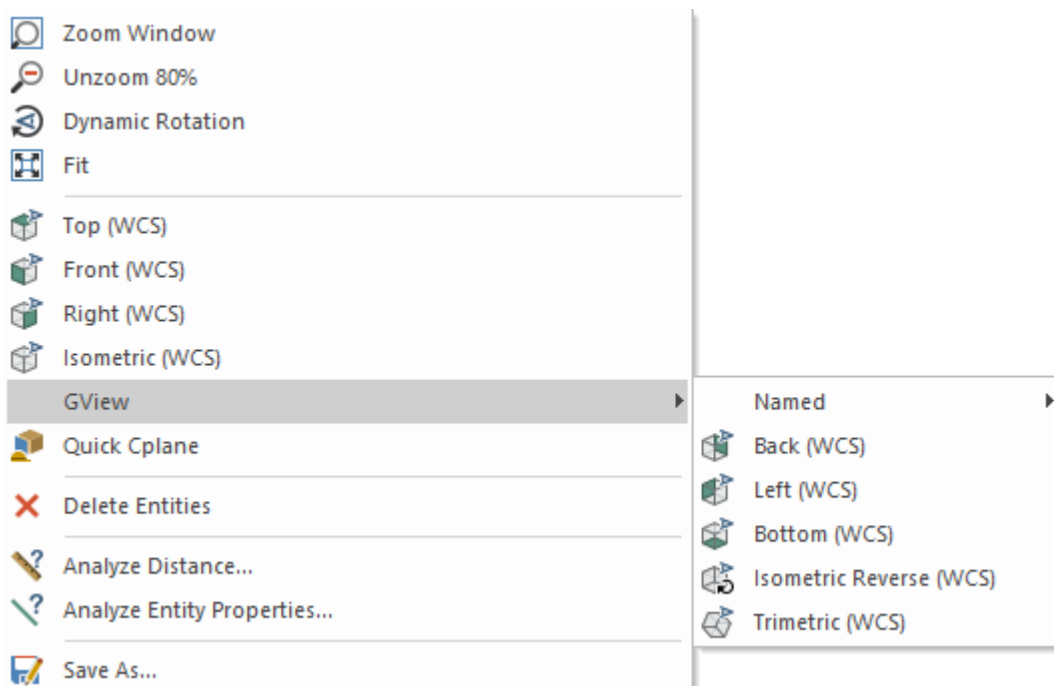 Zoom Window
Unzoom 80%
Dynamic Rotation
Fit
Top (WCS)
Front (WCS)
Right (WCS)
Isometric (WCS)
GView
Quick Cplane
Delete Entities
Analyze Distance...
Analyze Entity Properties...
Save As...
Named
Back (WCS)
Left (WCS)
Bottom (WCS)
Isometric Reverse (WCS)
Trimetric (WCS)